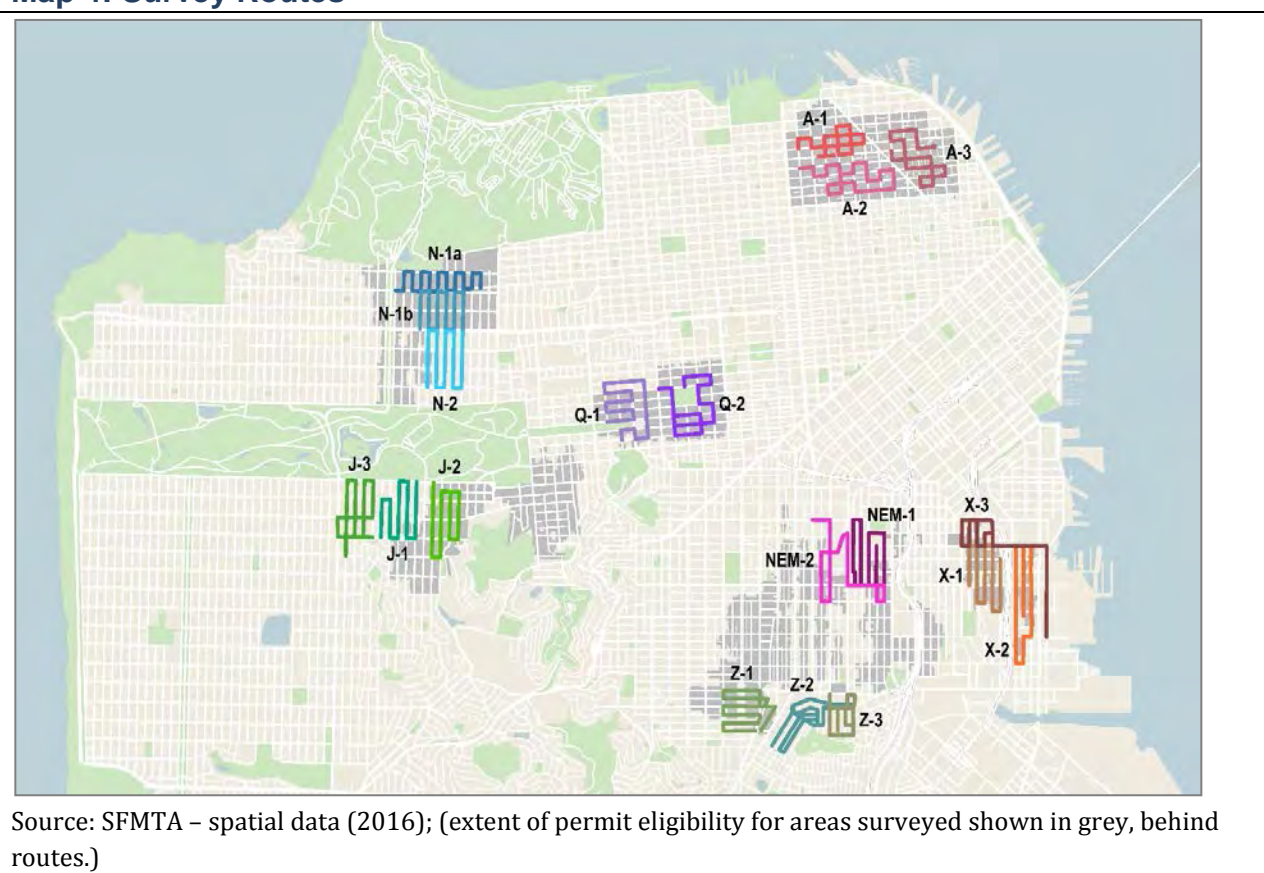 A-1
A-3
A-2
N-1a
N-1b
N-2
Q-1
Q-2
J-3
J-2
J-1
NEM-1
X-3
NEM-2
X-1
X-2
Z-1
Z-2
Z-3
Source: SFMTA – spatial data (2016); (extent of permit eligibility for areas surveyed shown in grey, behind
routes.)